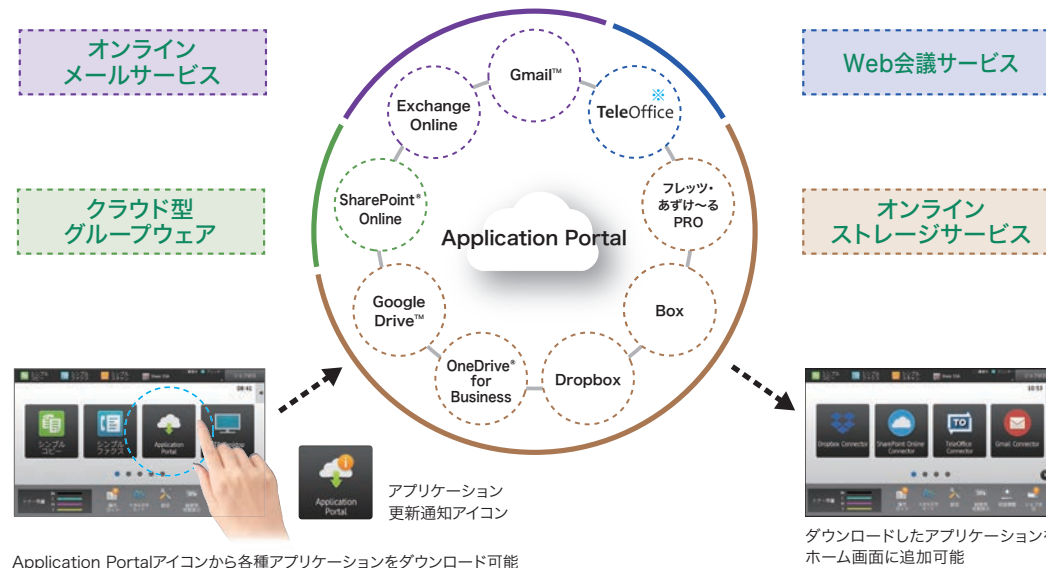 オンライン
メールサービス
クラウド型
グループウェア
Gmail™
Exchange
Online
※
TeleOffice
SharePoint®
Online
フレッツ・
あずけ〜る
PRO
Application Portal
Google
Drive™
Box
OneDrive®
for
Business
Dropbox
Web会議サービス
オンライン
ストレージサービス
シンプル
コピー
シンプル
ファクス
Application
Portal
Application
Portal
アプリケーション
更新通知アイコン
Application Portalアイコンから各種アプリケーションをダウンロード可能
Dropbox Connector
SharePoint Online
Connector
TeleOffice
Connector
Gmail Connector
ダウンロードしたアプリケーションを
ホーム画面に追加可能